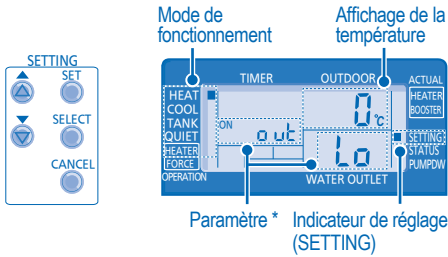 Mode de
fonctionnement
Affichage de la
température
SETTING
SET
SELECT
CANCEL
TIMER
OUTDOOR
ACTUAL
HEAT
COOL
TANK
QUIET
HEATER
FORCE
OPERATION
ON
out
0 °c
Lo
WATER OUTLET
HEATER
BOOSTER
SETTING
STATUS
PUMPDW
Paramètre *
Indicateur de réglage
(SETTING)